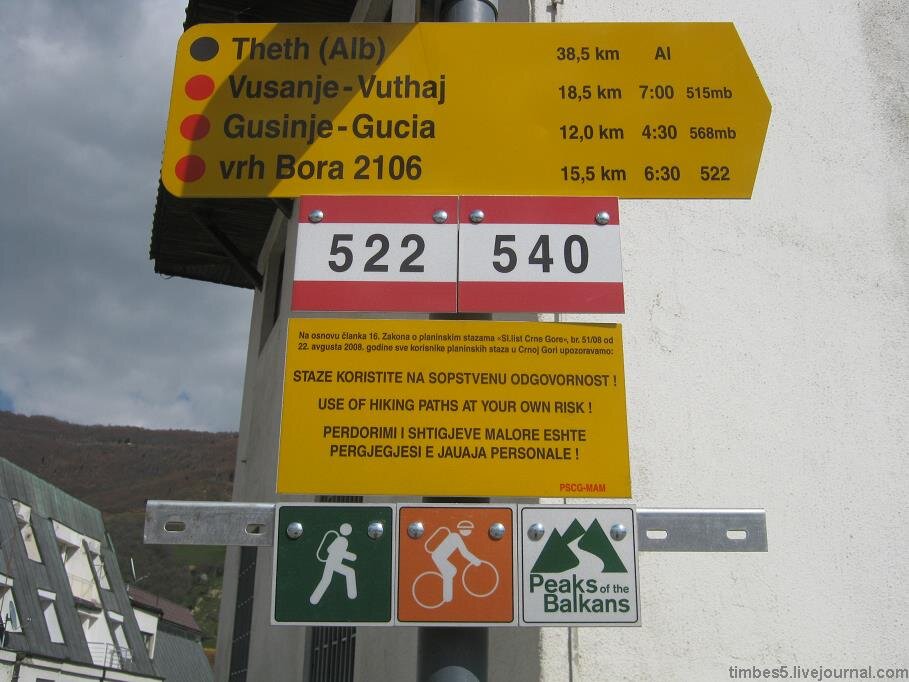 Theth (Alb) 38,5 km Al
Vusanje-Vuthaj 18,5 km 7:00 515mb
Gusinje-Gucia 12,0 km 4:30 568mb
vrh Bora 2106 15,5 km 6:30 522
522 540
Na osnovu članka 16. Zakona o planinskim stazama «Sl.list Crne Gore», br. 51/08 od
22. avgusta 2008. godine sve korisnike planinskih staza u Crnoj Gori upozoravamo:
STAZE KORISTITE NA SOPSTVENU ODGOVORNOST !
USE OF HIKING PATHS AT YOUR OWN RISK !
PERDORIMI I SHTIGJEVE MALORE ESHTE
PERGJEGJESI E JAUAJA PERSONALE !
PSCG-MAM
Peaks of the
Balkans
timbes5.livejournal.com